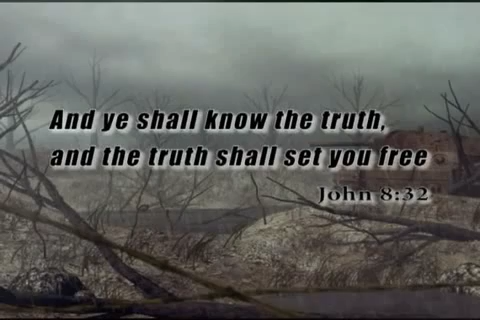 And ye shall know the truth,
and the truth shall set you free
John 8:32